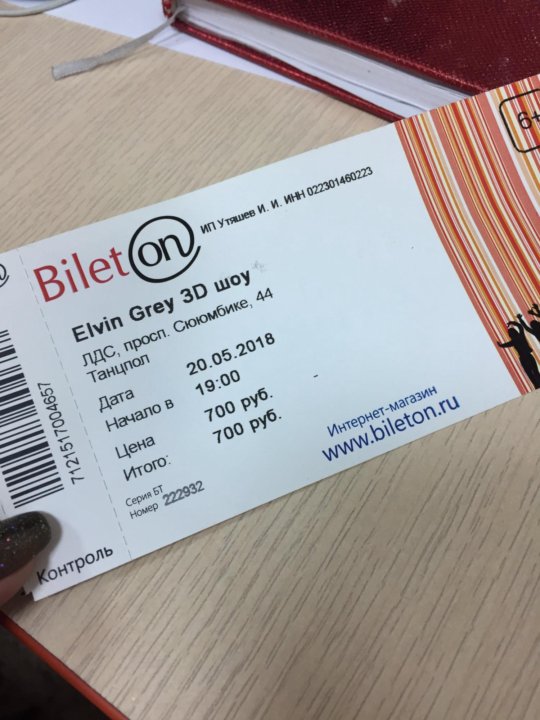 Bilet on
ИП Утяшев И. И. ИНН 022301460223
6+
Elvin Grey 3D шоу
ЛДС, просп. Сююмбике, 44
Танцпол
Дата 20.05.2018
Начало в 19:00
Цена 700 руб.
Итого: 700 руб.
Серия БТ
Номер 222932
Интернет-магазин
www.bileton.ru
7121517004657
Контроль